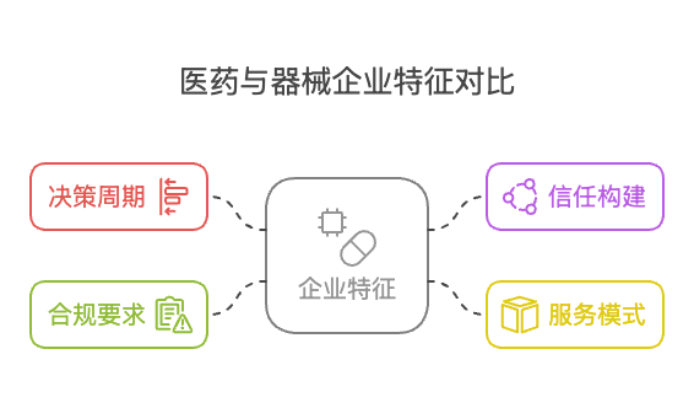 医药与器械企业特征对比
决策周期
信任构建
企业特征
合规要求
服务模式